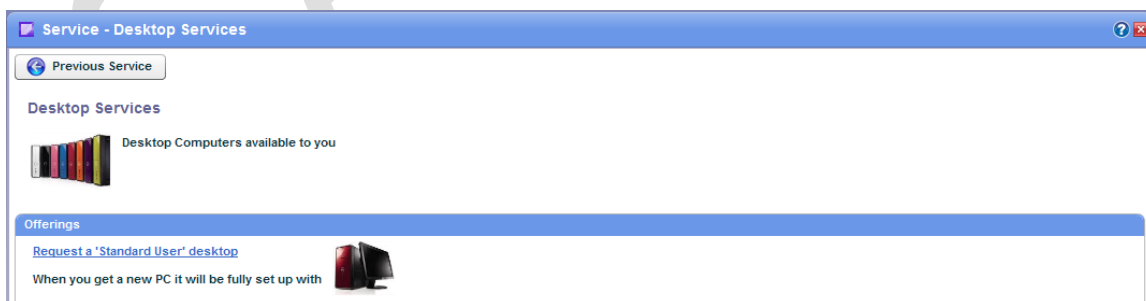 Service - Desktop Services
Previous Service
Desktop Services
Desktop Computers available to you
Offerings
Request a 'Standard User' desktop
When you get a new PC it will be fully set up with